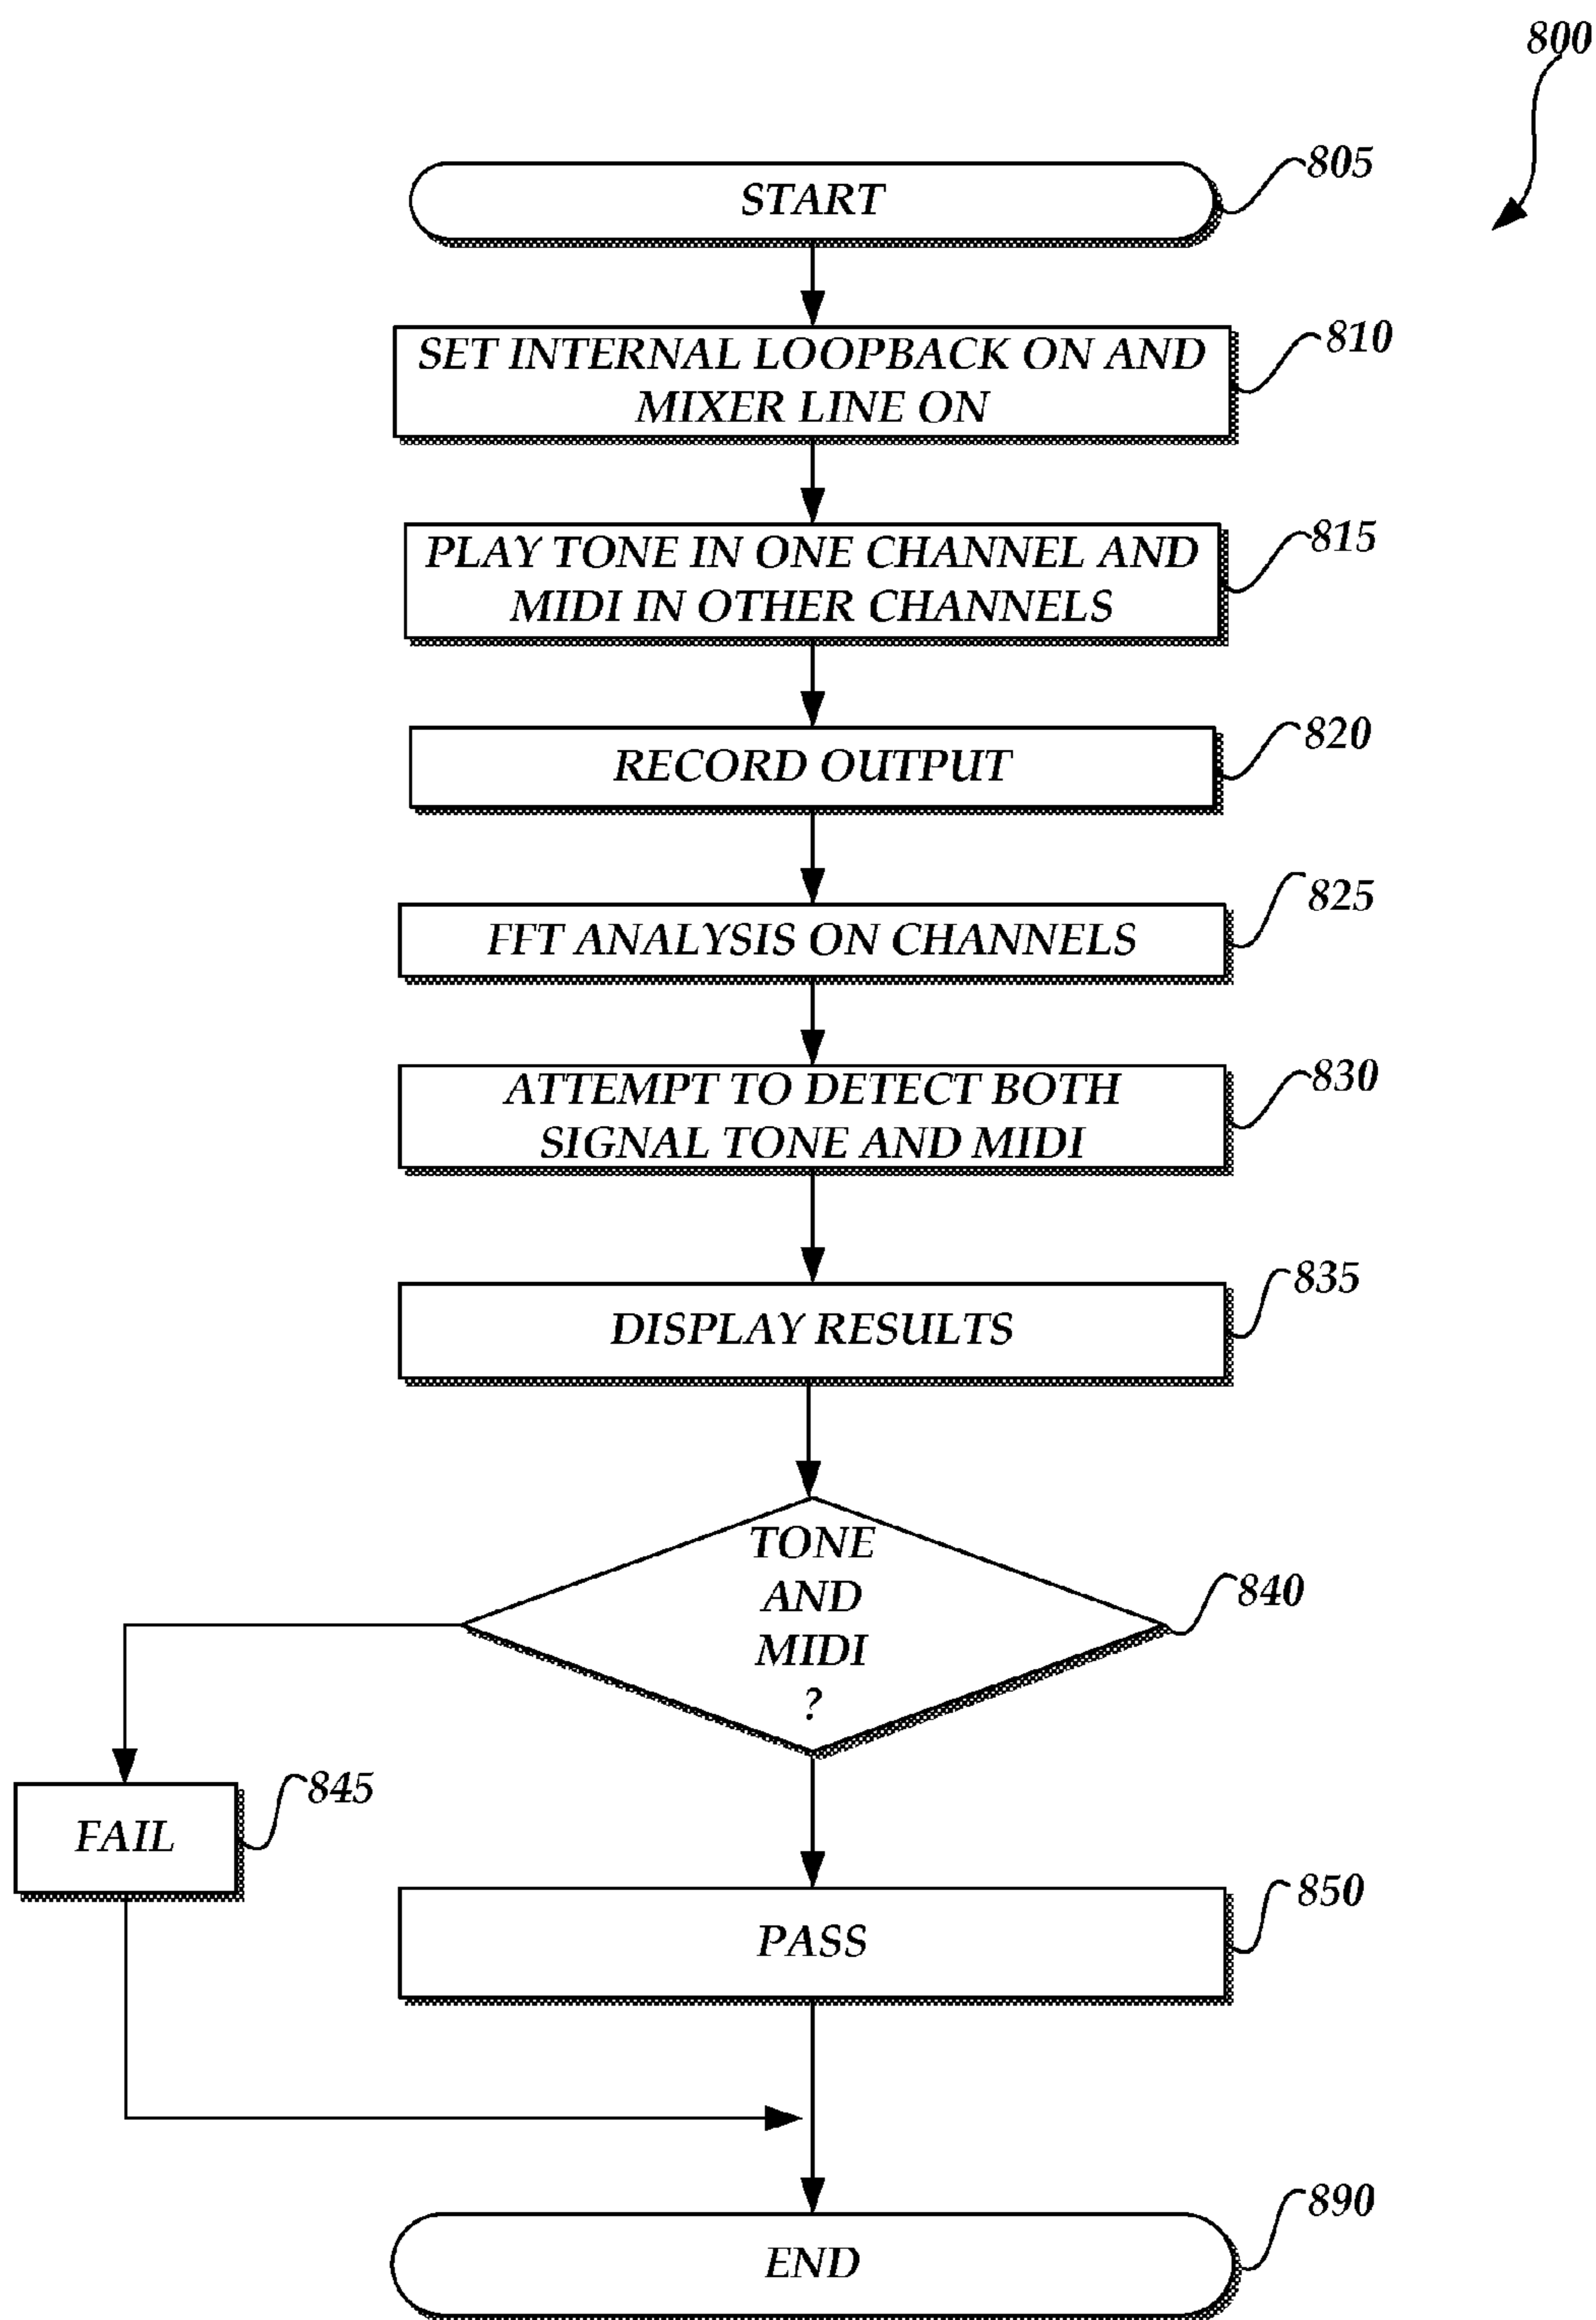 800
START
805
SET INTERNAL LOOPBACK ON AND
MIXER LINE ON
810
PLAY TONE IN ONE CHANNEL AND
MIDI IN OTHER CHANNELS
815
RECORD OUTPUT
820
FFT ANALYSIS ON CHANNELS
825
ATTEMPT TO DETECT BOTH
SIGNAL TONE AND MIDI
830
DISPLAY RESULTS
835
TONE
AND
MIDI
?
840
FAIL
845
PASS
850
END
890